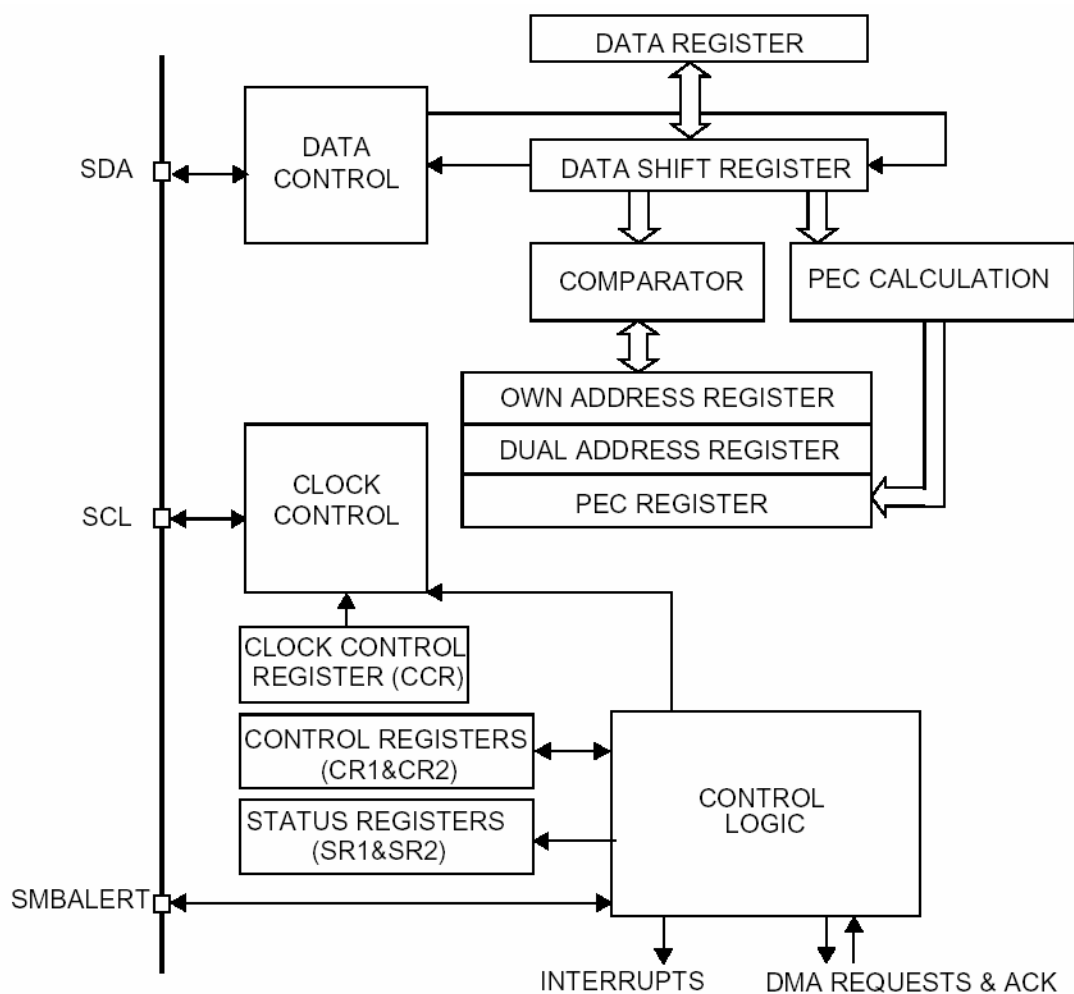 DATA REGISTER
SDA
DATA
CONTROL
DATA SHIFT REGISTER
COMPARATOR
PEC CALCULATION
OWN ADDRESS REGISTER
DUAL ADDRESS REGISTER
PEC REGISTER
SCL
CLOCK
CONTROL
CLOCK CONTROL
REGISTER (CCR)
CONTROL REGISTERS
(CR1&CR2)
STATUS REGISTERS
(SR1&SR2)
CONTROL
LOGIC
SMBALERT
INTERRUPTS
DMA REQUESTS & ACK